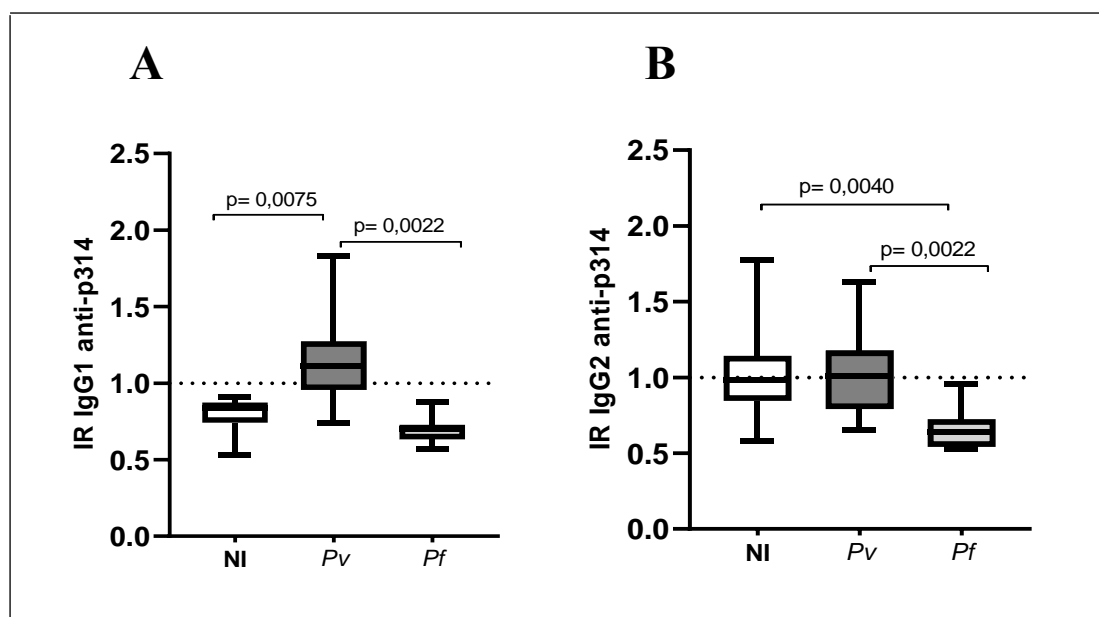 A
IR IgG1 anti-p314
2.5
2.0
1.5
1.0
0.5
0.0
p= 0,0075
p= 0,0022
NI Pv Pf
B
IR IgG2 anti-p314
2.5
2.0
1.5
1.0
0.5
0.0
p= 0,0040
p= 0,0022
NI Pv Pf